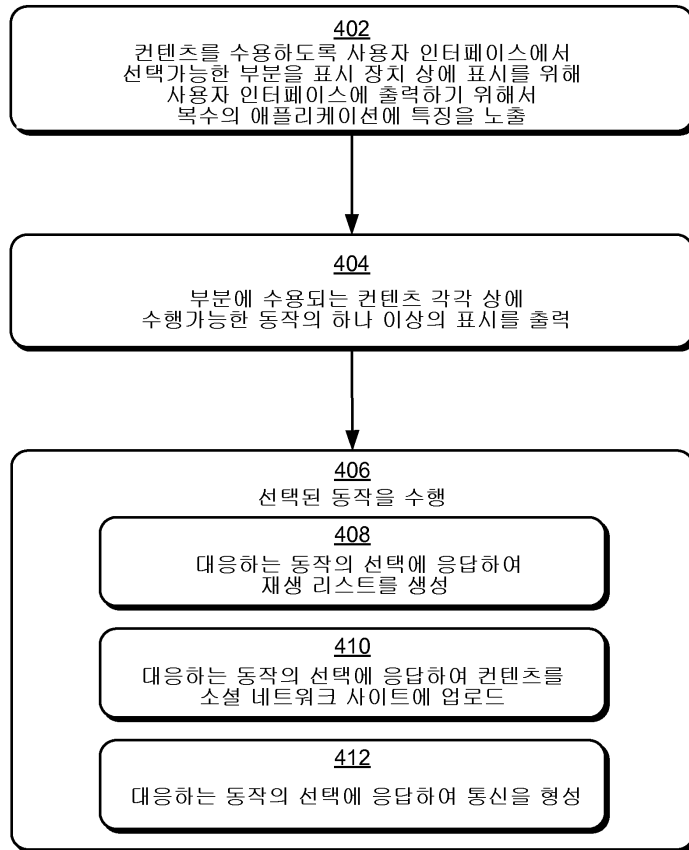 402
컨텐츠를 수용하도록 사용자 인터페이스에서
선택가능한 부분을 표시 장치 상에 표시를 위해
사용자 인터페이스에 출력하기 위해서
복수의 애플리케이션에 특징을 노출
404
부분에 수용되는 컨텐츠 각각 상에
수행가능한 동작의 하나 이상의 표시를 출력
406
선택된 동작을 수행
408
대응하는 동작의 선택에 응답하여
재생 리스트를 생성
410
대응하는 동작의 선택에 응답하여 컨텐츠를
소셜 네트워크 사이트에 업로드
412
대응하는 동작의 선택에 응답하여 통신을 형성